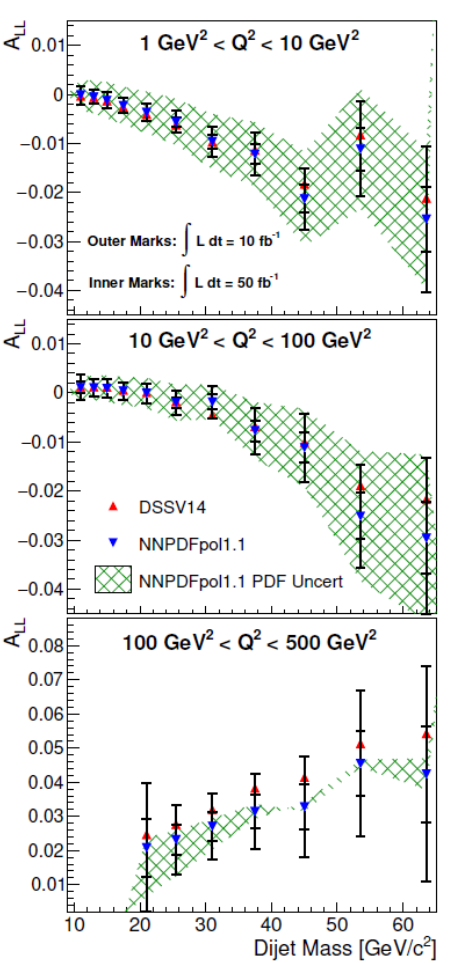 A_LL
1 GeV² < Q² < 10 GeV²
0.01
0
−0.01
−0.02
−0.03
−0.04
Outer Marks: ∫ L dt = 10 fb⁻¹
Inner Marks: ∫ L dt = 50 fb⁻¹
A_LL
10 GeV² < Q² < 100 GeV²
0.01
0
−0.01
−0.02
−0.03
−0.04
DSSV14
NNPDFpol1.1
NNPDFpol1.1 PDF Uncert
A_LL
100 GeV² < Q² < 500 GeV²
0.08
0.07
0.06
0.05
0.04
0.03
0.02
0.01
10 20 30 40 50 60
Dijet Mass [GeV/c²]